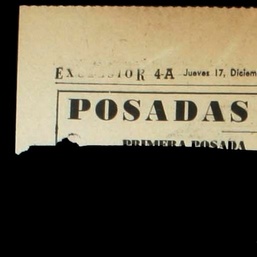 EXCELSIOR 4-A Jueves 17, Diciem
POSADAS
PRIMERA POSADA